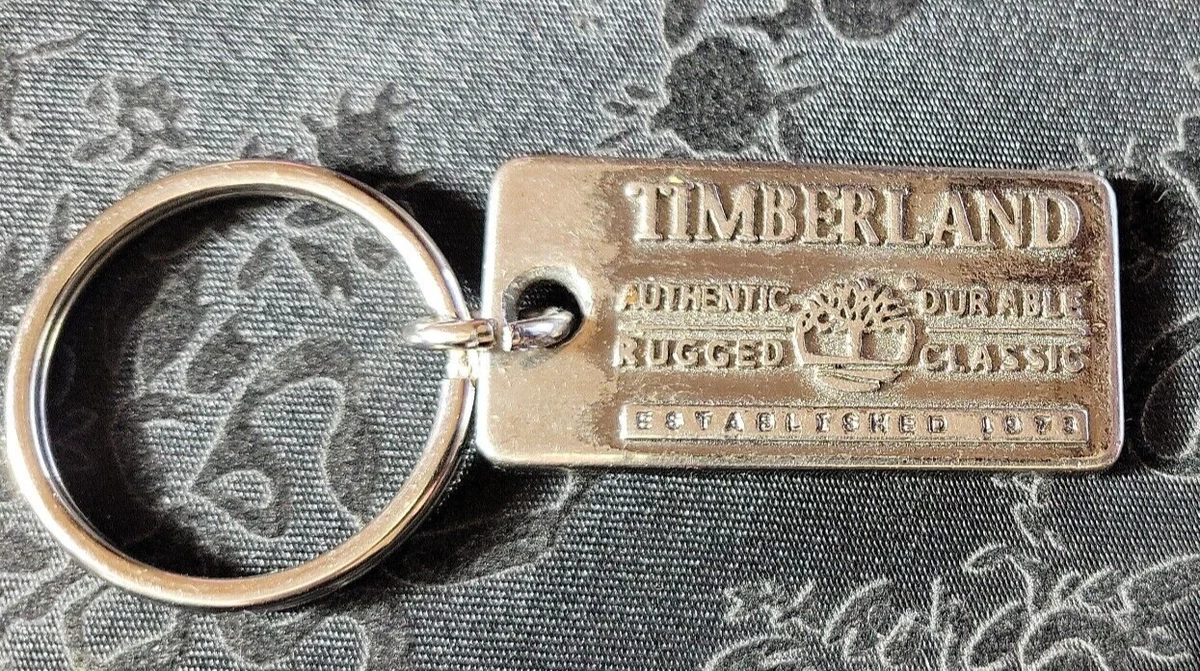 TIMBERLAND
AUTHENTIC DURABLE
RUGGED CLASSIC
ESTABLISHED 1973